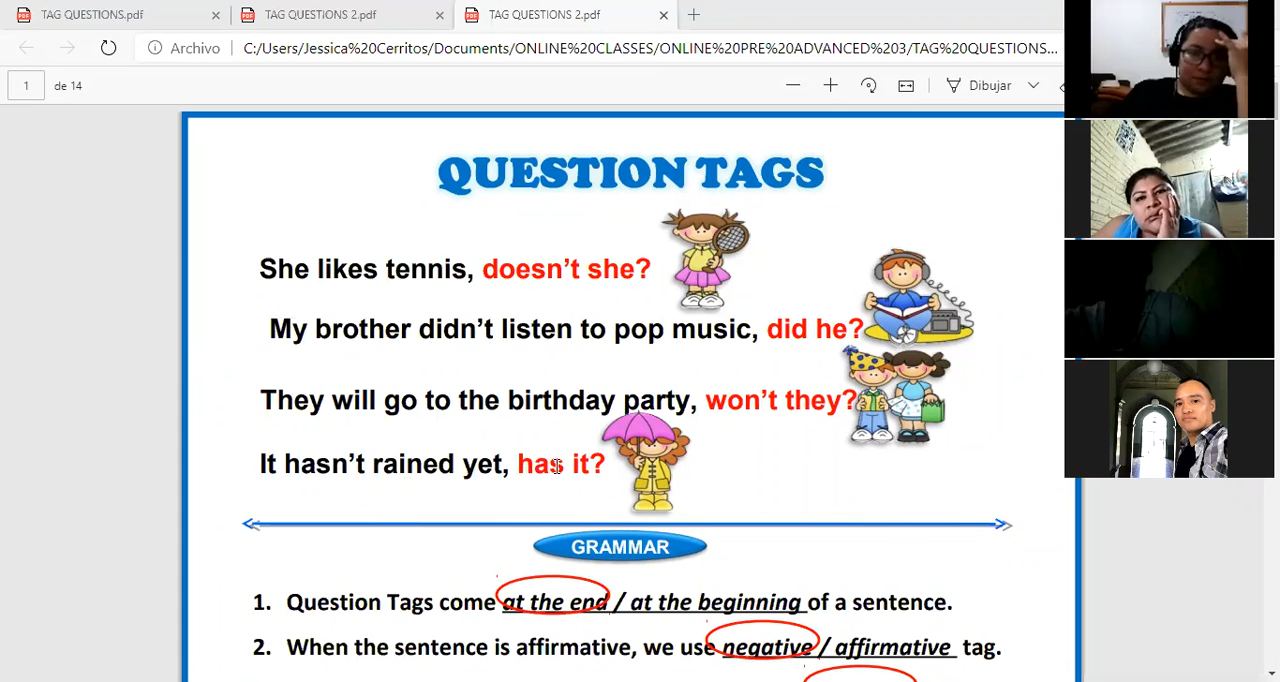 TAG QUESTIONS.pdf
TAG QUESTIONS 2.pdf
TAG QUESTIONS 2.pdf
Archivo
C:/Users/Jessica%20Cerritos/Documents/ONLINE%20CLASSES/ONLINE%20PRE%20ADVANCED%203/TAG%20QUESTIONS...
1 de 14
Dibujar
QUESTION TAGS
She likes tennis, doesn't she?
My brother didn't listen to pop music, did he?
They will go to the birthday party, won't they?
It hasn't rained yet, has it?
GRAMMAR
1. Question Tags come at the end / at the beginning of a sentence.
2. When the sentence is affirmative, we use negative / affirmative tag.